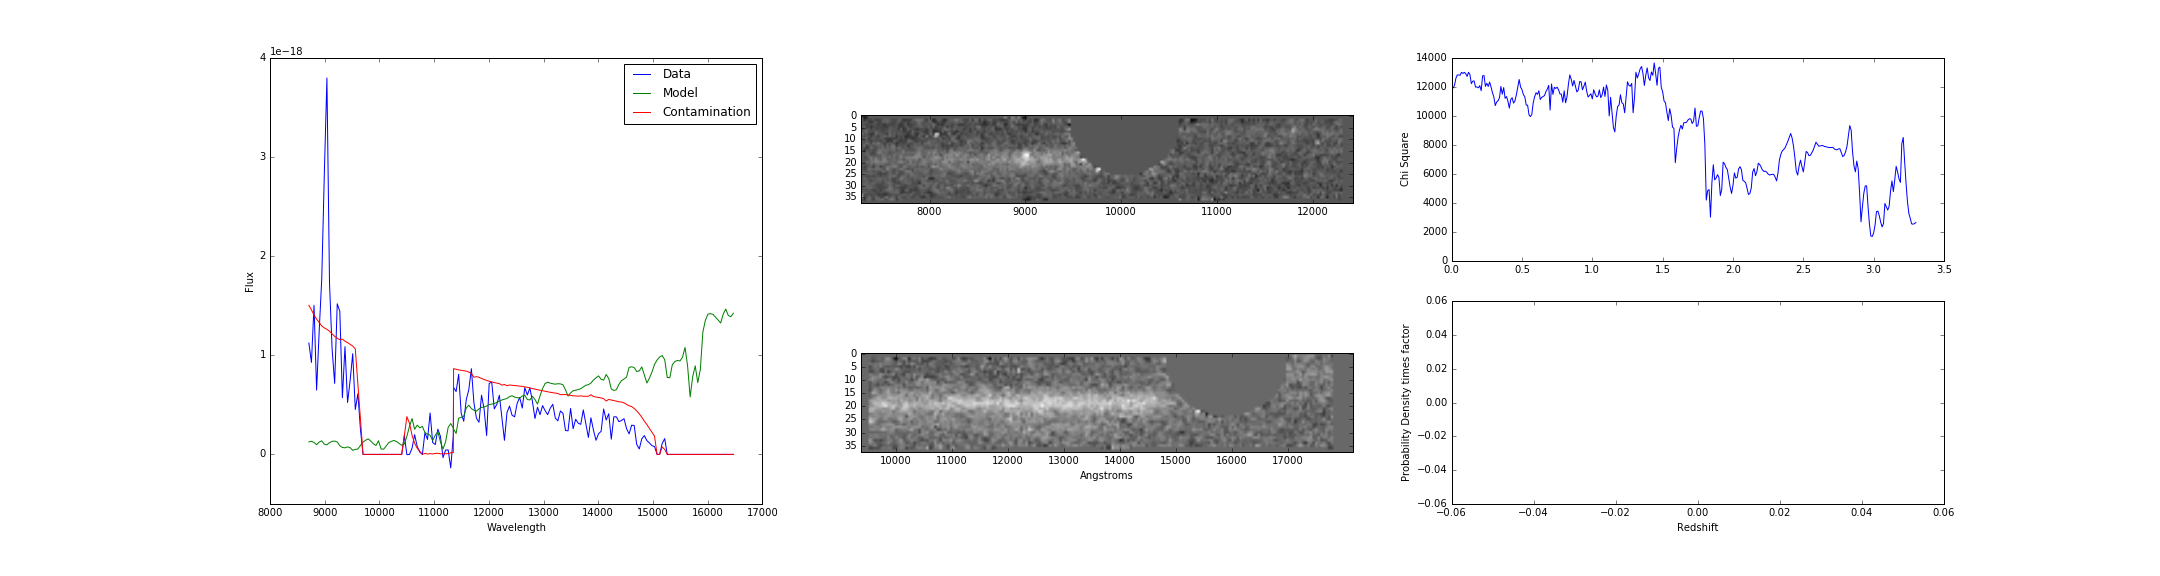 1e−18
4
3
2
1
0
8000 9000 10000 11000 12000 13000 14000 15000 16000 17000
Flux
Wavelength
Data
Model
Contamination
0
5
10
15
20
25
30
35
8000 9000 10000 11000 12000
0
5
10
15
20
25
30
35
10000 11000 12000 13000 14000 15000 16000 17000
Angstroms
14000
12000
10000
8000
6000
4000
2000
0
0.0 0.5 1.0 1.5 2.0 2.5 3.0 3.5
Chi Square
0.06
0.04
0.02
0.00
−0.02
−0.04
−0.06
−0.06 −0.04 −0.02 0.00 0.02 0.04 0.06
Probability Density times factor
Redshift